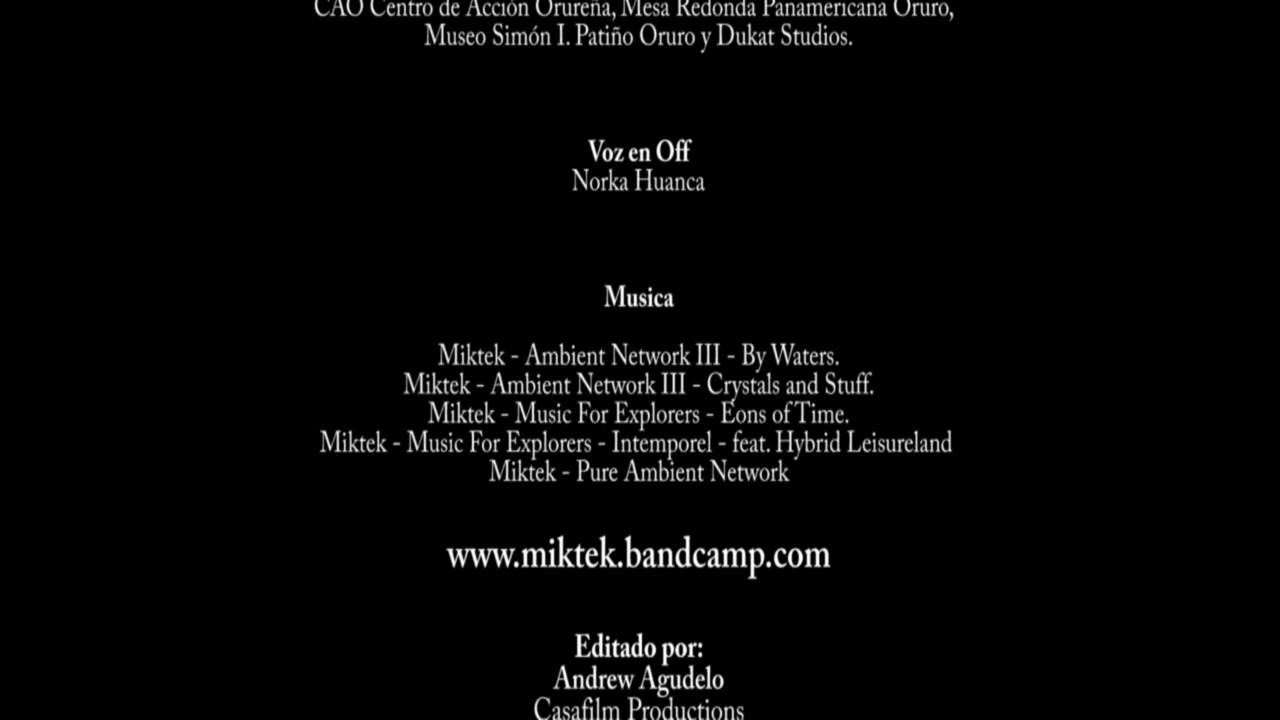 CAO Centro de Acción Orureña, Mesa Redonda Panamericana Oruro,
Museo Simón I. Patiño Oruro y Dukat Studios.
Voz en Off
Norka Huanca
Musica
Miktek - Ambient Network III - By Waters.
Miktek - Ambient Network III - Crystals and Stuff.
Miktek - Music For Explorers - Eons of Time.
Miktek - Music For Explorers - Intemporel - feat. Hybrid Leisureland
Miktek - Pure Ambient Network
www.miktek.bandcamp.com
Editado por:
Andrew Agudelo
Casafilm Productions